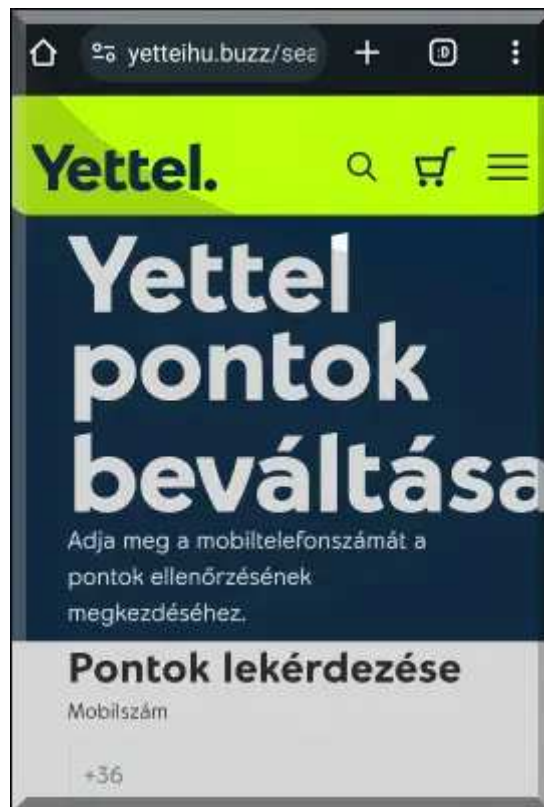 yetteihu.buzz/sea
:D
Yettel.
Yettel
pontok
beváltása
Adja meg a mobiltelefonszámát a
pontok ellenőrzésének
megkezdéséhez.
Pontok lekérdezése
Mobilszám
+36